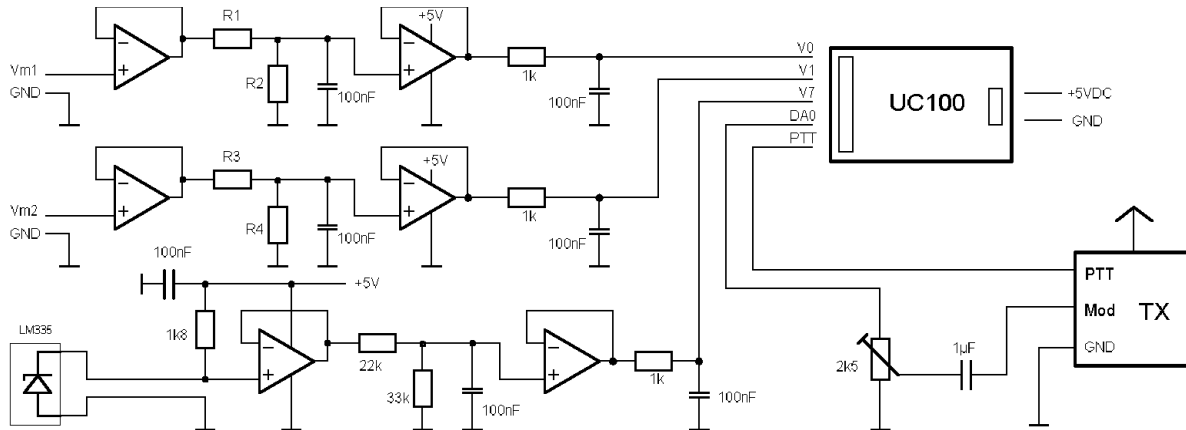 R1
+5V
-
-
Vm1
+
+
1k
V0
GND
R2
100nF
100nF
V1
V7
DA0
PTT
UC100
+5VDC
GND
R3
+5V
-
-
Vm2
+
+
1k
GND
R4
100nF
100nF
100nF
+5V
LM335
1k8
-
+
22k
33k
100nF
-
+
1k
100nF
2k5
1µF
PTT
Mod
TX
GND